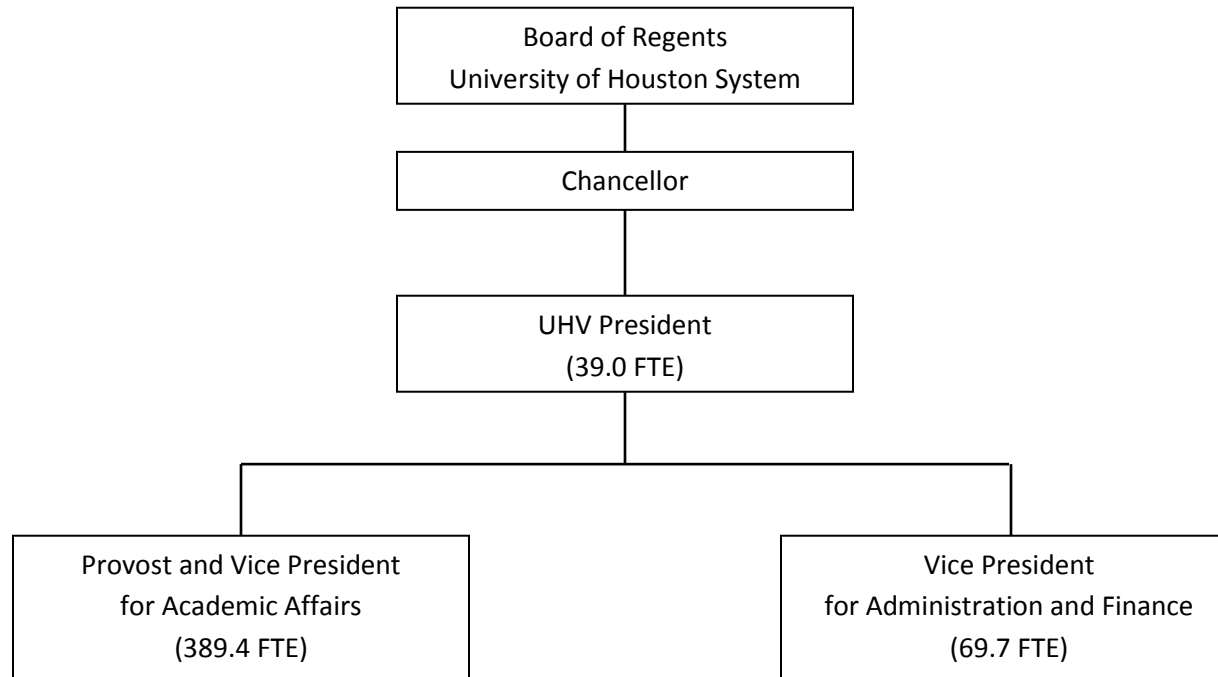 Board of Regents
University of Houston System
Chancellor
UHV President
(39.0 FTE)
Provost and Vice President
for Academic Affairs
(389.4 FTE)
Vice President
for Administration and Finance
(69.7 FTE)